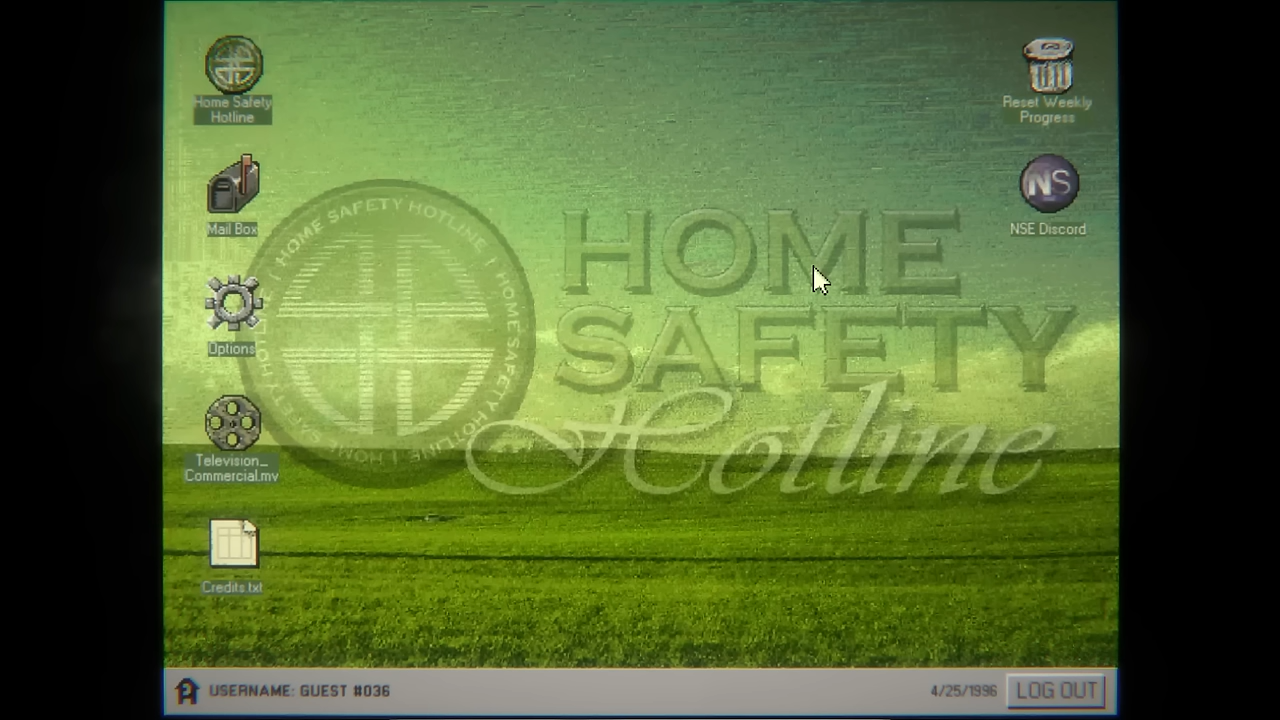 Home Safety
Hotline
Mail Box
Options
Television_
Commercial.mv
Credits.txt
HOME SAFETY HOTLINE | HOME SAFETY HOTLINE | HOME SAFETY HOTLINE |
HOME
SAFETY
Hotline
Reset Weekly
Progress
NS
NSE Discord
USERNAME: GUEST #036
4/25/1996
LOG OUT